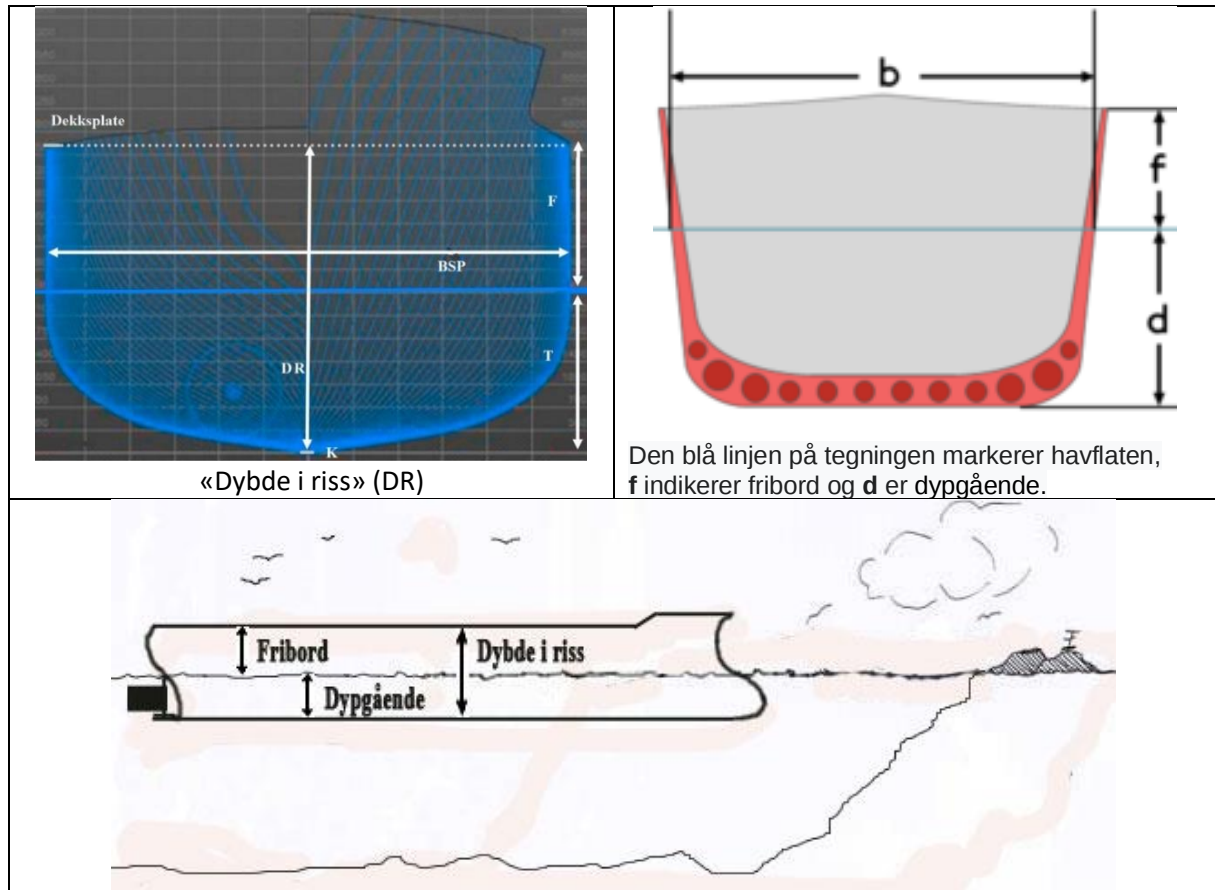 Dekksplate
F
BSP
DR
T
K
«Dybde i riss» (DR)
b
f
d
Den blå linjen på tegningen markerer havflaten,
f indikerer fribord og d er dypgående.
Fribord
Dybde i riss
Dypgående